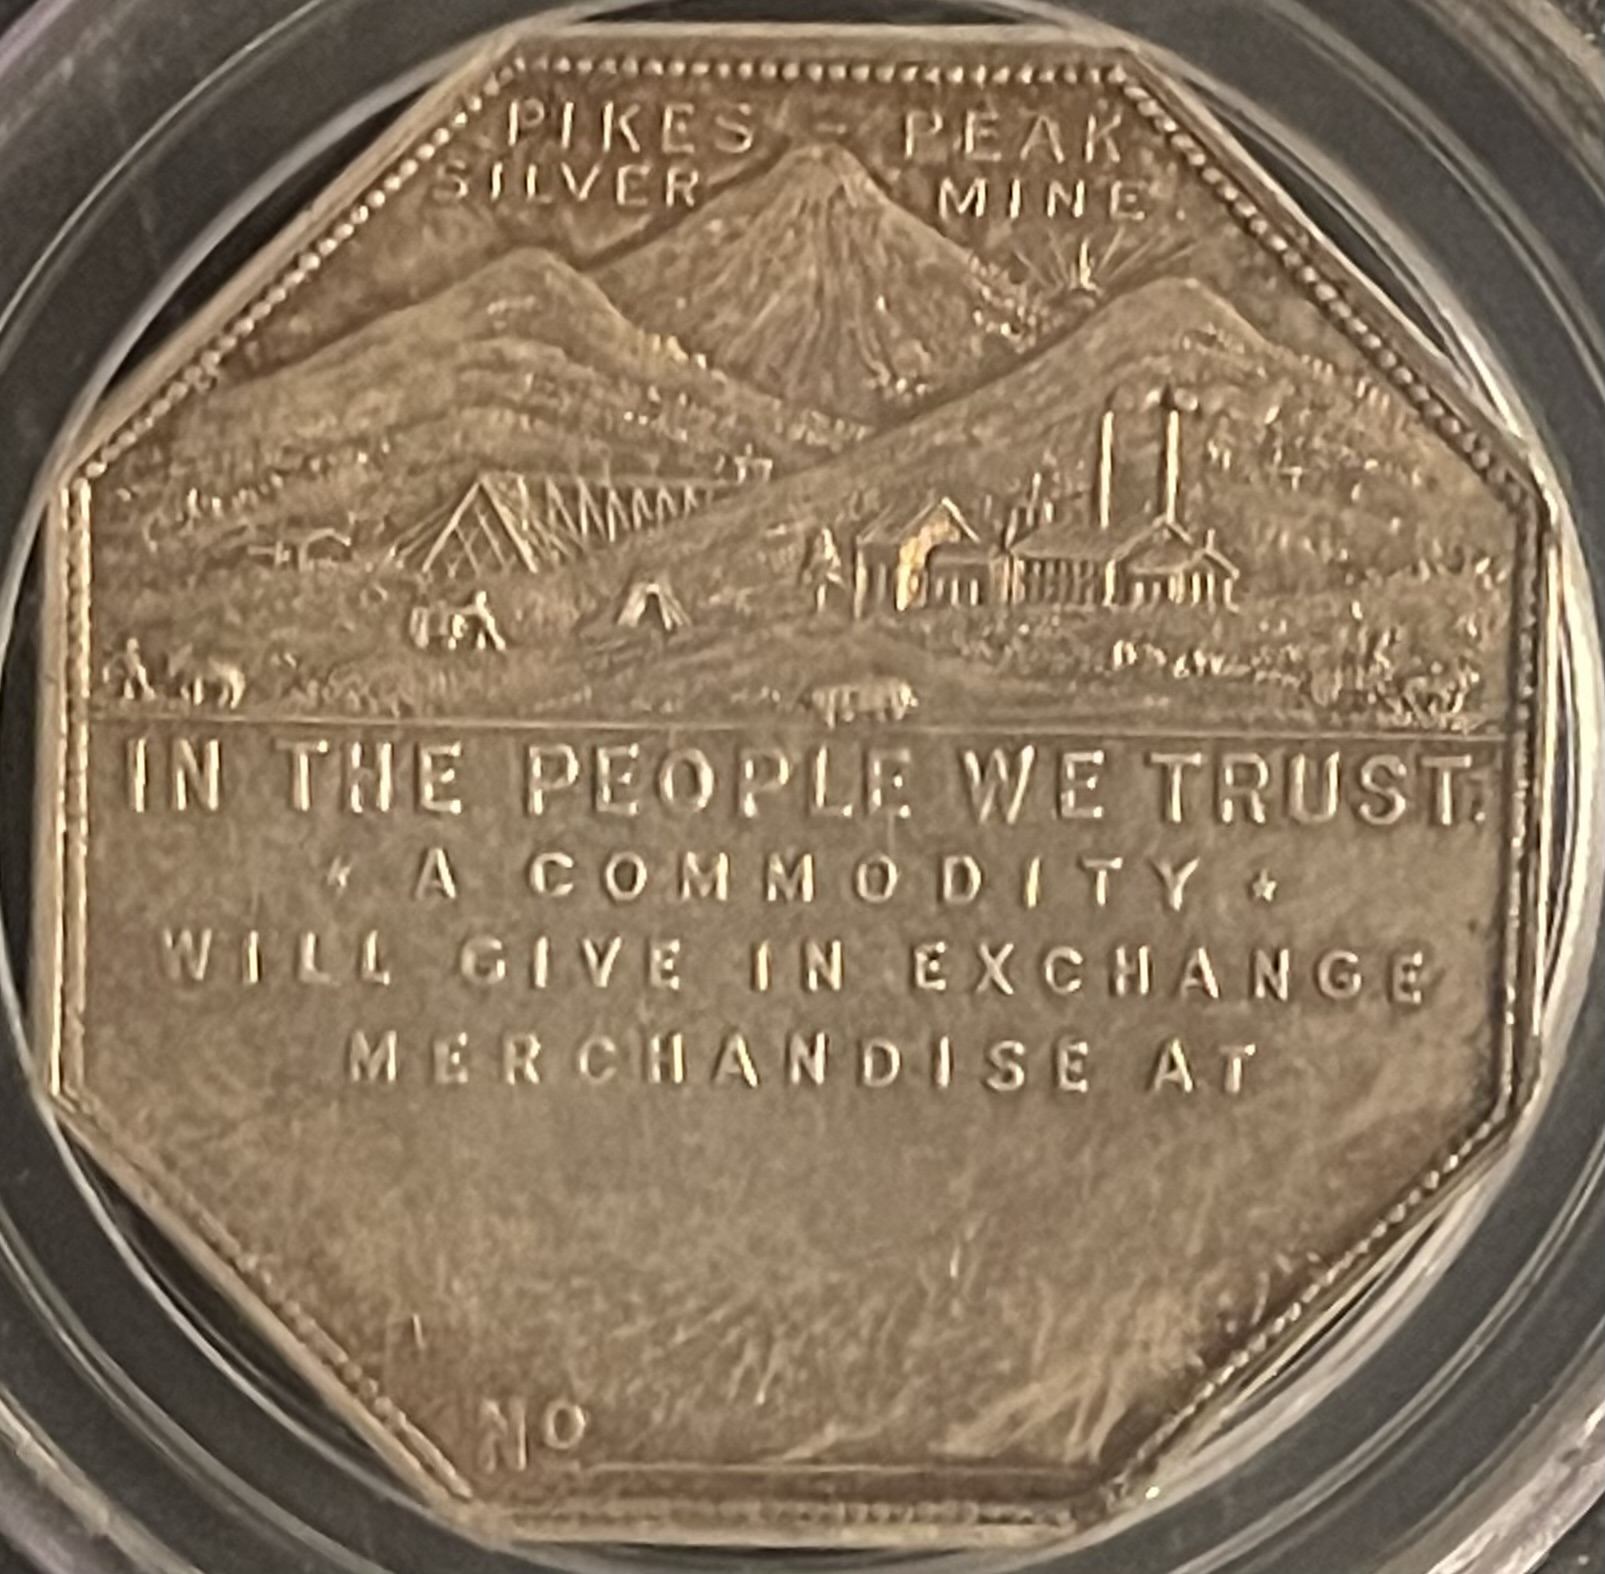 PIKES - PEAK
SILVER MINE.
IN THE PEOPLE WE TRUST.
* A COMMODITY *
WILL GIVE IN EXCHANGE
MERCHANDISE AT
No